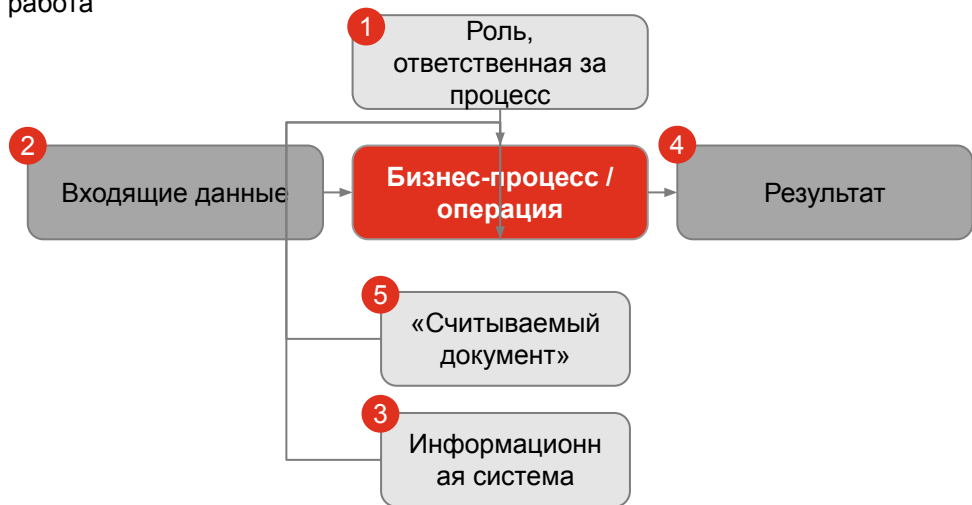 работа
1
Роль,
ответственная за
процесс
2
Входящие данные
Бизнес-процесс /
операция
4
Результат
5
«Считываемый
документ»
3
Информационн
ая система